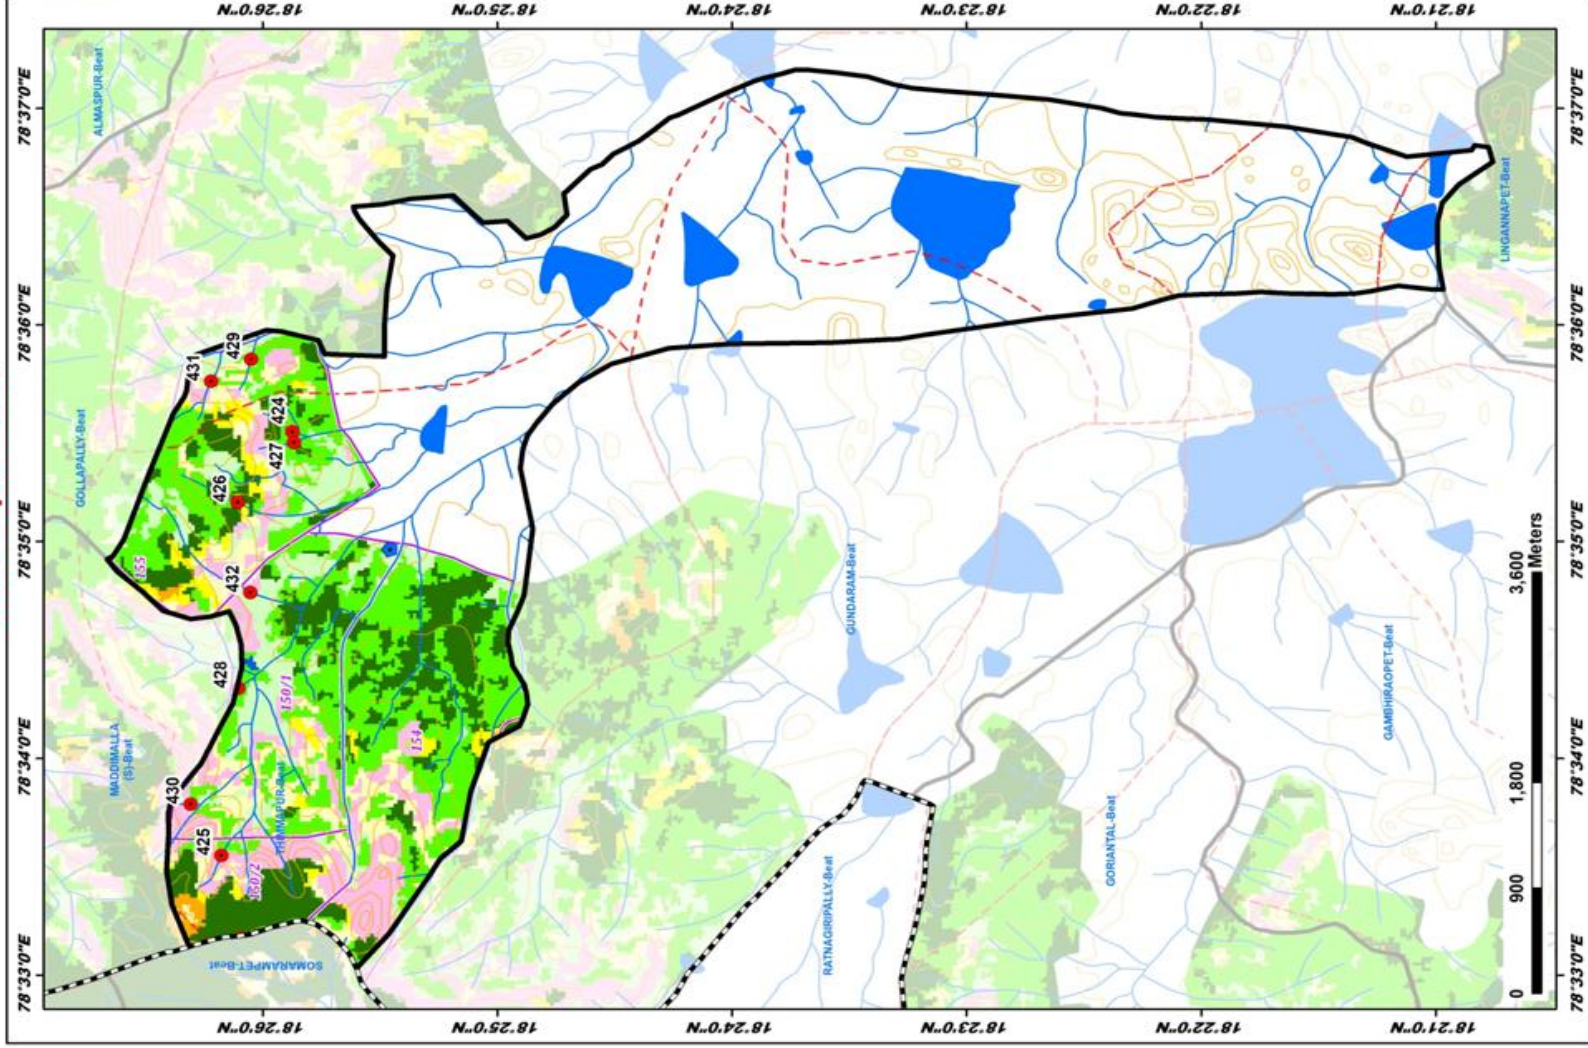 18°26'0"N
18°25'0"N
18°24'0"N
18°23'0"N
18°22'0"N
18°21'0"N
78°37'0"E
78°36'0"E
78°35'0"E
78°34'0"E
78°33'0"E
78°37'0"E
78°36'0"E
78°35'0"E
78°34'0"E
78°33'0"E
ALMASPUR-Beat
GOLLAPALLY-Beat
MADDIMALLA
(S)-Beat
THIMMAPUR-Beat
SOMARAMPET-Beat
GUNDARAM-Beat
RATNAGIRIPALLY-Beat
GORIANTAL-Beat
GAMBHIRAOPET-Beat
LINGANNAPET-Beat
431
429
424
427
426
432
428
430
425
155
150/1
154
150/2
0 900 1,800 3,600
Meters
18°26'0"N
18°25'0"N
18°24'0"N
18°23'0"N
18°22'0"N
18°21'0"N